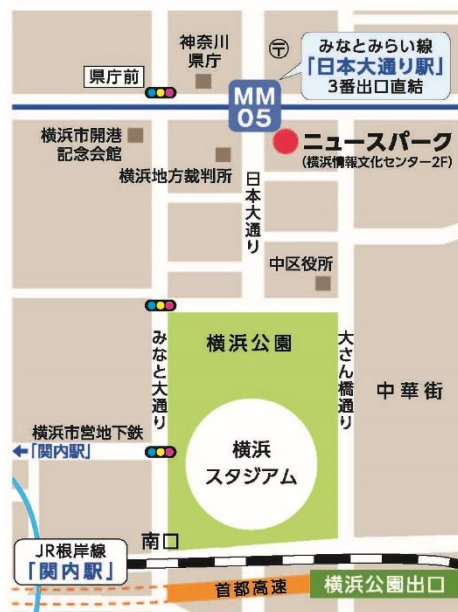 神奈川
県庁
〒
みなとみらい線
「日本大通り駅」
3番出口直結
県庁前
MM
05
横浜市開港
記念会館
横浜地方裁判所
ニュースパーク
(横浜情報文化センター2F)
日本大通り
中区役所
みなと大通り
横浜公園
大さん橋通り
中華街
横浜市営地下鉄
←「関内駅」
横浜
スタジアム
JR根岸線
「関内駅」
南口
首都高速
横浜公園出口